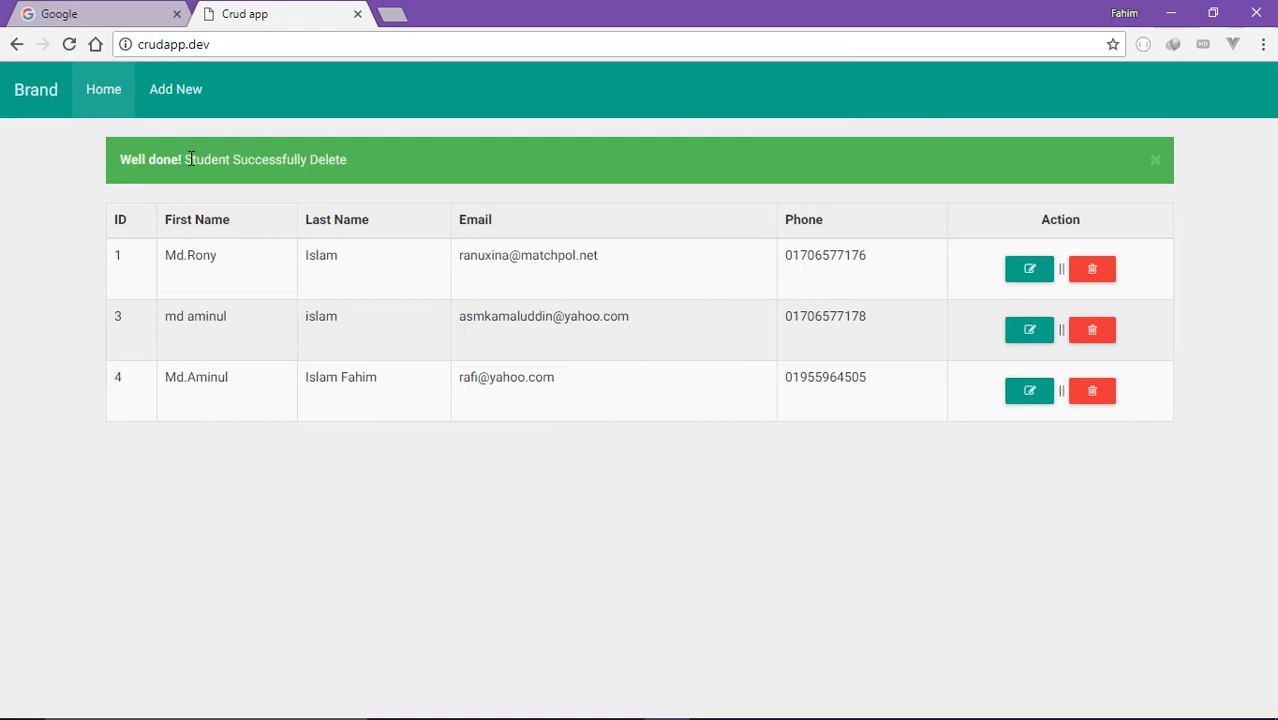 Google
Crud app
Fahim
crudapp.dev
HD
Brand
Home
Add New
Well done! Student Successfully Delete
ID First Name Last Name Email Phone Action
1 Md.Rony Islam ranuxina@matchpol.net 01706577176 ||
3 md aminul islam asmkamaluddin@yahoo.com 01706577178 ||
4 Md.Aminul Islam Fahim rafi@yahoo.com 01955964505 ||